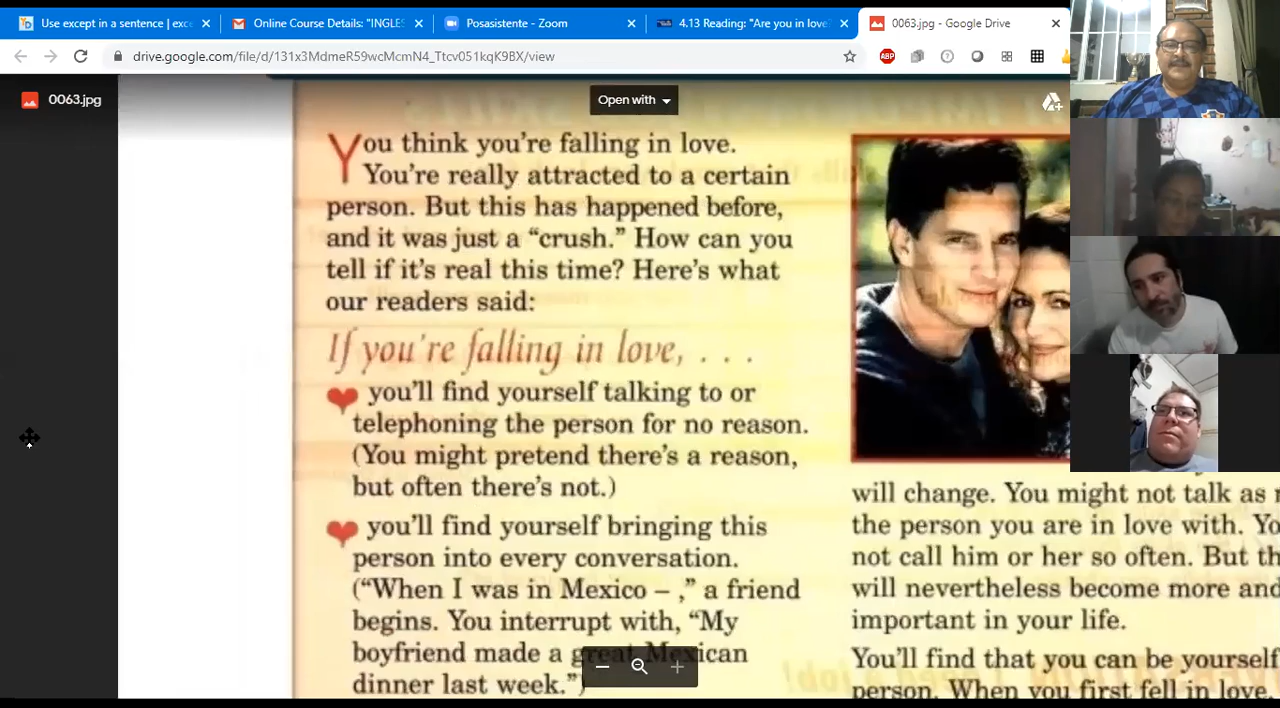 Use except in a sentence | exce
Online Course Details: "INGLES
Posasistente - Zoom
4.13 Reading: "Are you in love
0063.jpg - Google Drive
0063.jpg
Open with
You think you're falling in love.
You're really attracted to a certain
person. But this has happened before,
and it was just a "crush." How can you
tell if it's real this time? Here's what
our readers said:
If you're falling in love, . . .
you'll find yourself talking to or
telephoning the person for no reason.
(You might pretend there's a reason,
but often there's not.)
you'll find yourself bringing this
person into every conversation.
("When I was in Mexico – ," a friend
begins. You interrupt with, "My
boyfriend made a great Mexican
dinner last week.")
will change. You might not talk as
the person you are in love with. Yo
not call him or her so often. But th
will nevertheless become more and
important in your life.
You'll find that you can be yourself
person. When you first fell in love,